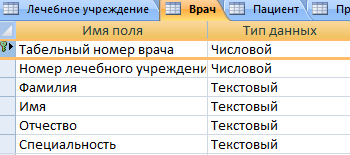 Лечебное учреждение Врач Пациент Пр
Имя поля Тип данных
Табельный номер врача Числовой
Номер лечебного учреждени Числовой
Фамилия Текстовый
Имя Текстовый
Отчество Текстовый
Специальность Текстовый